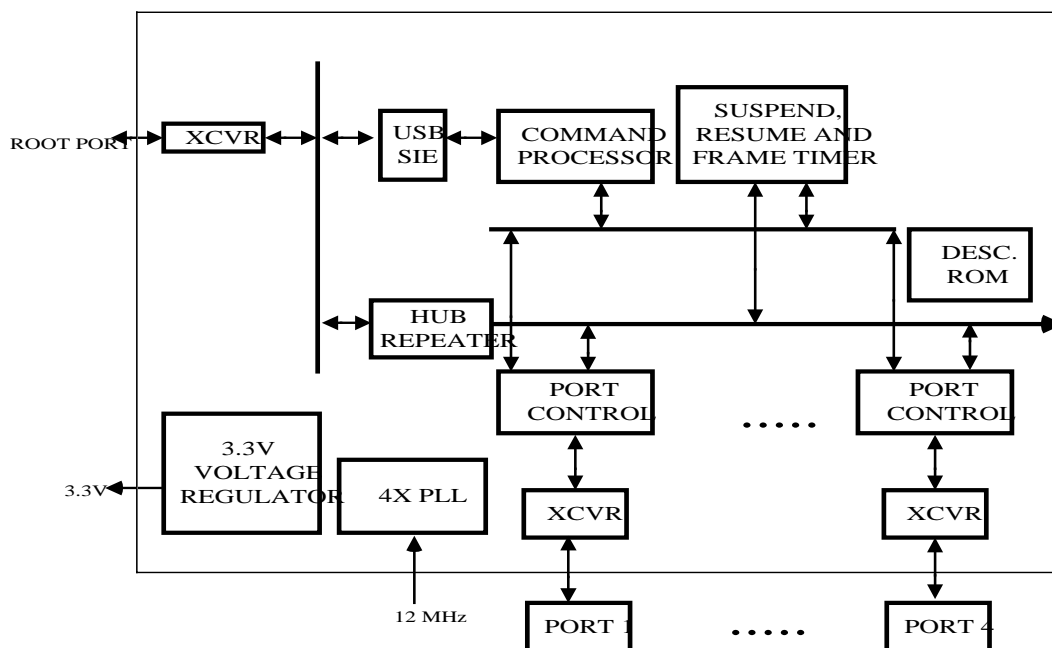 ROOT PORT
XCVR
USB
SIE
COMMAND
PROCESSOR
SUSPEND,
RESUME AND
FRAME TIMER
DESC.
ROM
HUB
REPEATER
PORT
CONTROL
.....
PORT
CONTROL
3.3V
3.3V
VOLTAGE
REGULATOR
4X PLL
XCVR
XCVR
12 MHz
PORT 1
.....
PORT 4